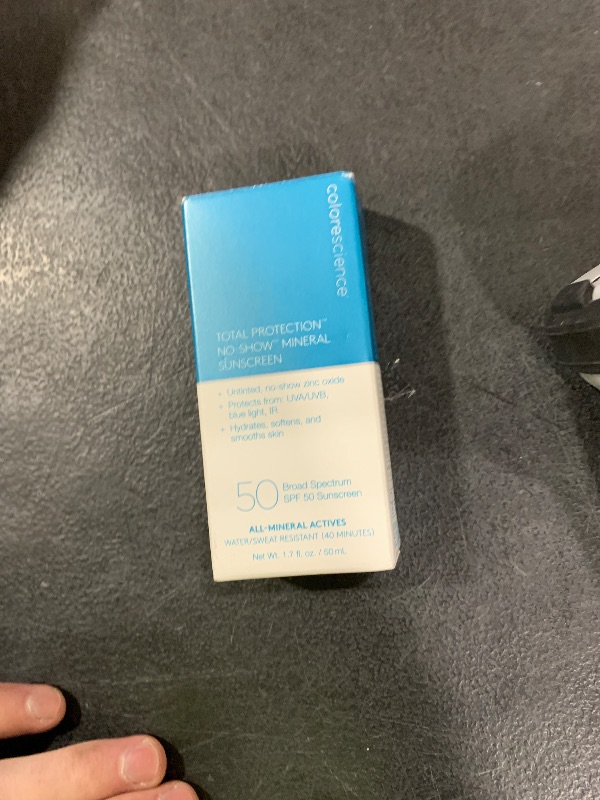 colorescience
TOTAL PROTECTION™
NO-SHOW™ MINERAL
SUNSCREEN
• Untinted, no-show zinc oxide
• Protects from: UVA/UVB,
blue light, IR
• Hydrates, softens, and
smooths skin
50 Broad Spectrum
SPF 50 Sunscreen
ALL-MINERAL ACTIVES
WATER/SWEAT RESISTANT (40 MINUTES)
Net Wt. 1.7 fl. oz. / 50 mL